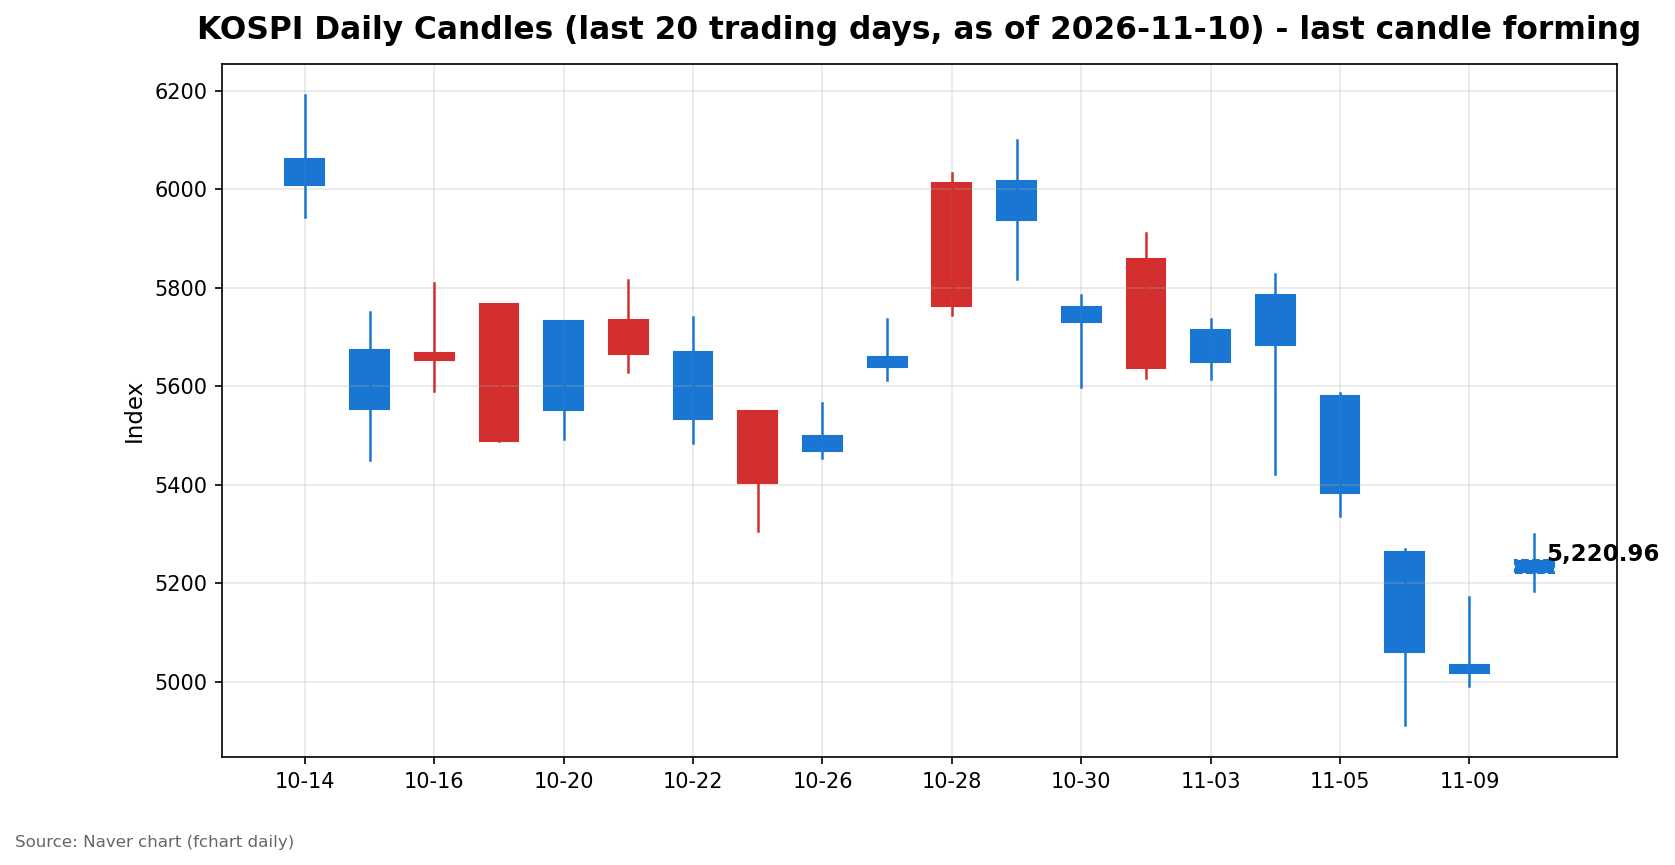 KOSPI Daily Candles (last 20 trading days, as of 2026-11-10) - last candle forming
6200
6000
5800
5600
5400
5200
5000
Index
5,220.96
10-14 10-16 10-20 10-22 10-26 10-28 10-30 11-03 11-05 11-09
Source: Naver chart (fchart daily)